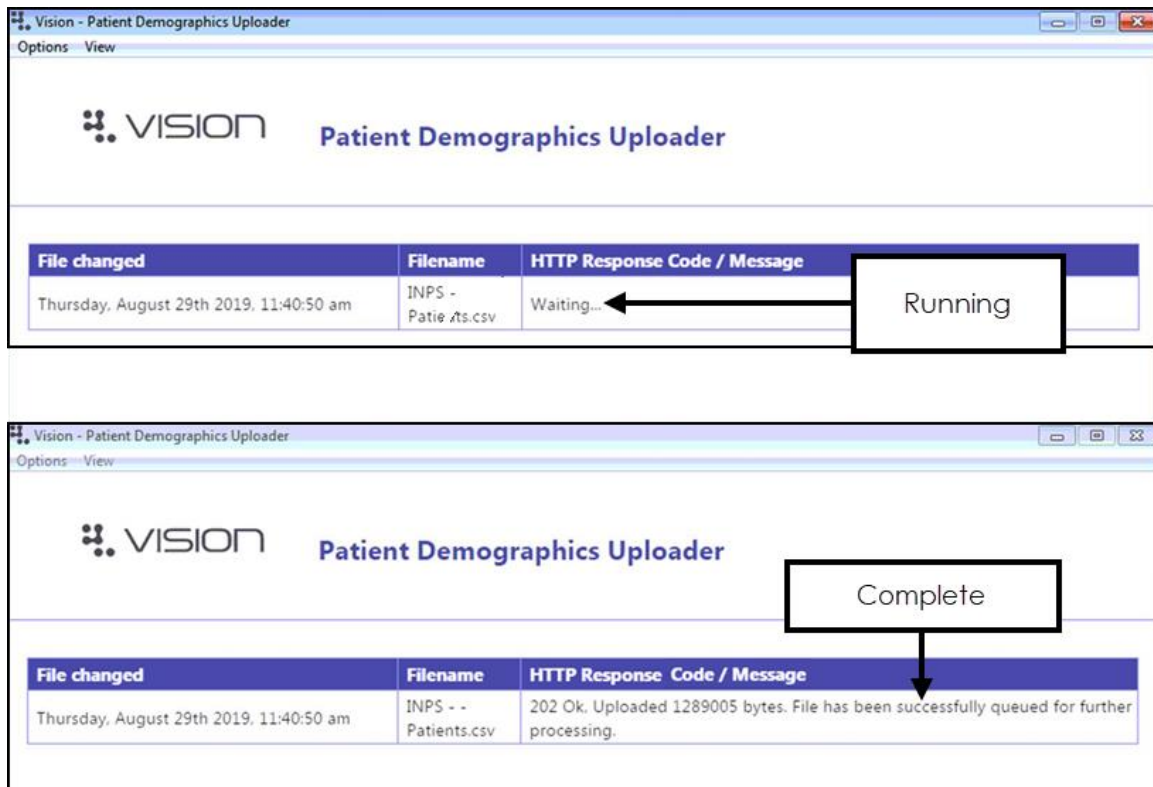 Vision - Patient Demographics Uploader
Options View
VISION
Patient Demographics Uploader
File changed Filename HTTP Response Code / Message
Thursday, August 29th 2019, 11:40:50 am
INPS -
.csv
Waiting...
Running
Vision - Patient Demographics Uploader
Options View
VISION
Patient Demographics Uploader
Complete
File changed Filename HTTP Response Code / Message
Thursday, August 29th 2019, 11:40:50 am
INPS - -
Patients.csv
202 Ok. Uploaded 1289005 bytes. File has been successfully queued for further
processing.